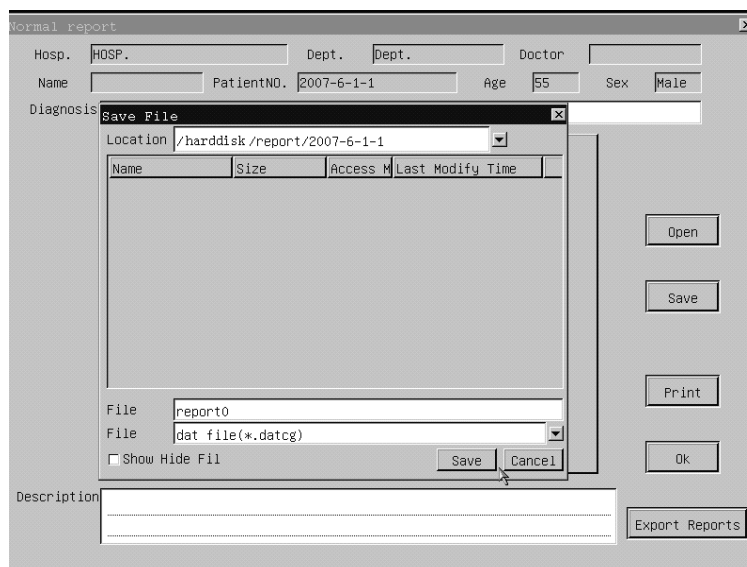 Normal report
Hosp. HOSP. Dept. Dept. Doctor
Name PatientNO. 2007-6-1-1 Age 55 Sex Male
Diagnosis
Save File
Location /harddisk/report/2007-6-1-1
Name Size Access M Last Modify Time
Open
Save
Print
File report0
File dat file(*.datcg)
Show Hide Fil Save Cancel
Ok
Description
Export Reports